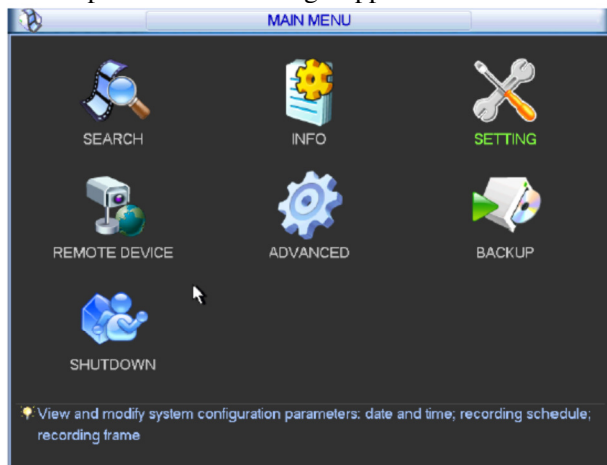 MAIN MENU
SEARCH
INFO
SETTING
REMOTE DEVICE
ADVANCED
BACKUP
SHUTDOWN
View and modify system configuration parameters: date and time; recording schedule;
recording frame